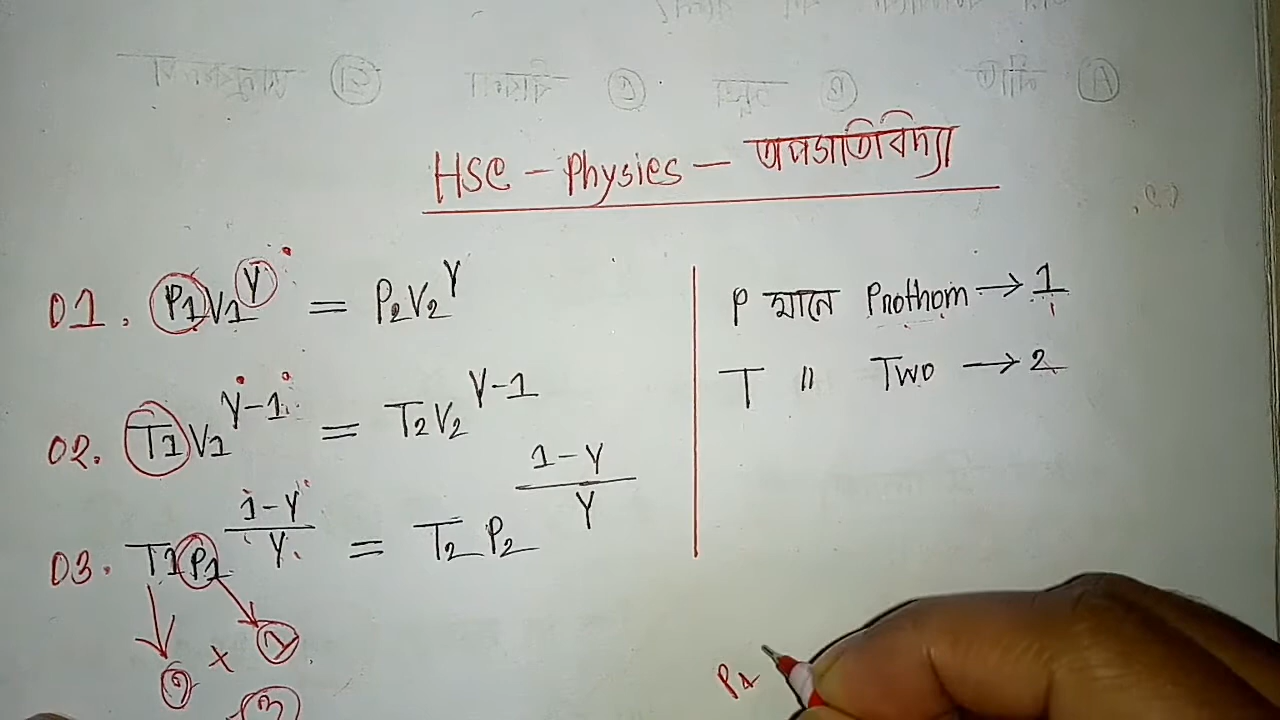 HSC - Physics - তাপগতিবিদ্যা
01. P₁V₁^γ = P₂V₂^γ
02. T₁V₁^γ-1 = T₂V₂^γ-1
03. T₁P₁^(1-γ)/γ = T₂P₂^(1-γ)/γ
P মানে Prothom → 1
T " Two → 2